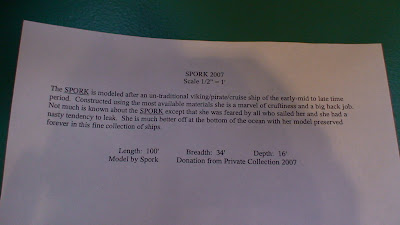 SPORK 2007
Scale 1/2" = 1'
The SPORK is modeled after an un-traditional viking/pirate/cruise ship of the early-mid to late time
period. Constructed using the most available materials she is a marvel of craftiness and a big hack job.
Not much is known about the SPORK except that she was feared by all who sailed her and she had a
nasty tendency to leak. She is much better off at the bottom of the ocean with her model preserved
forever in this fine collection of ships.
Length: 100' Breadth: 34' Depth: 16'
Model by Spork Donation from Private Collection 2007